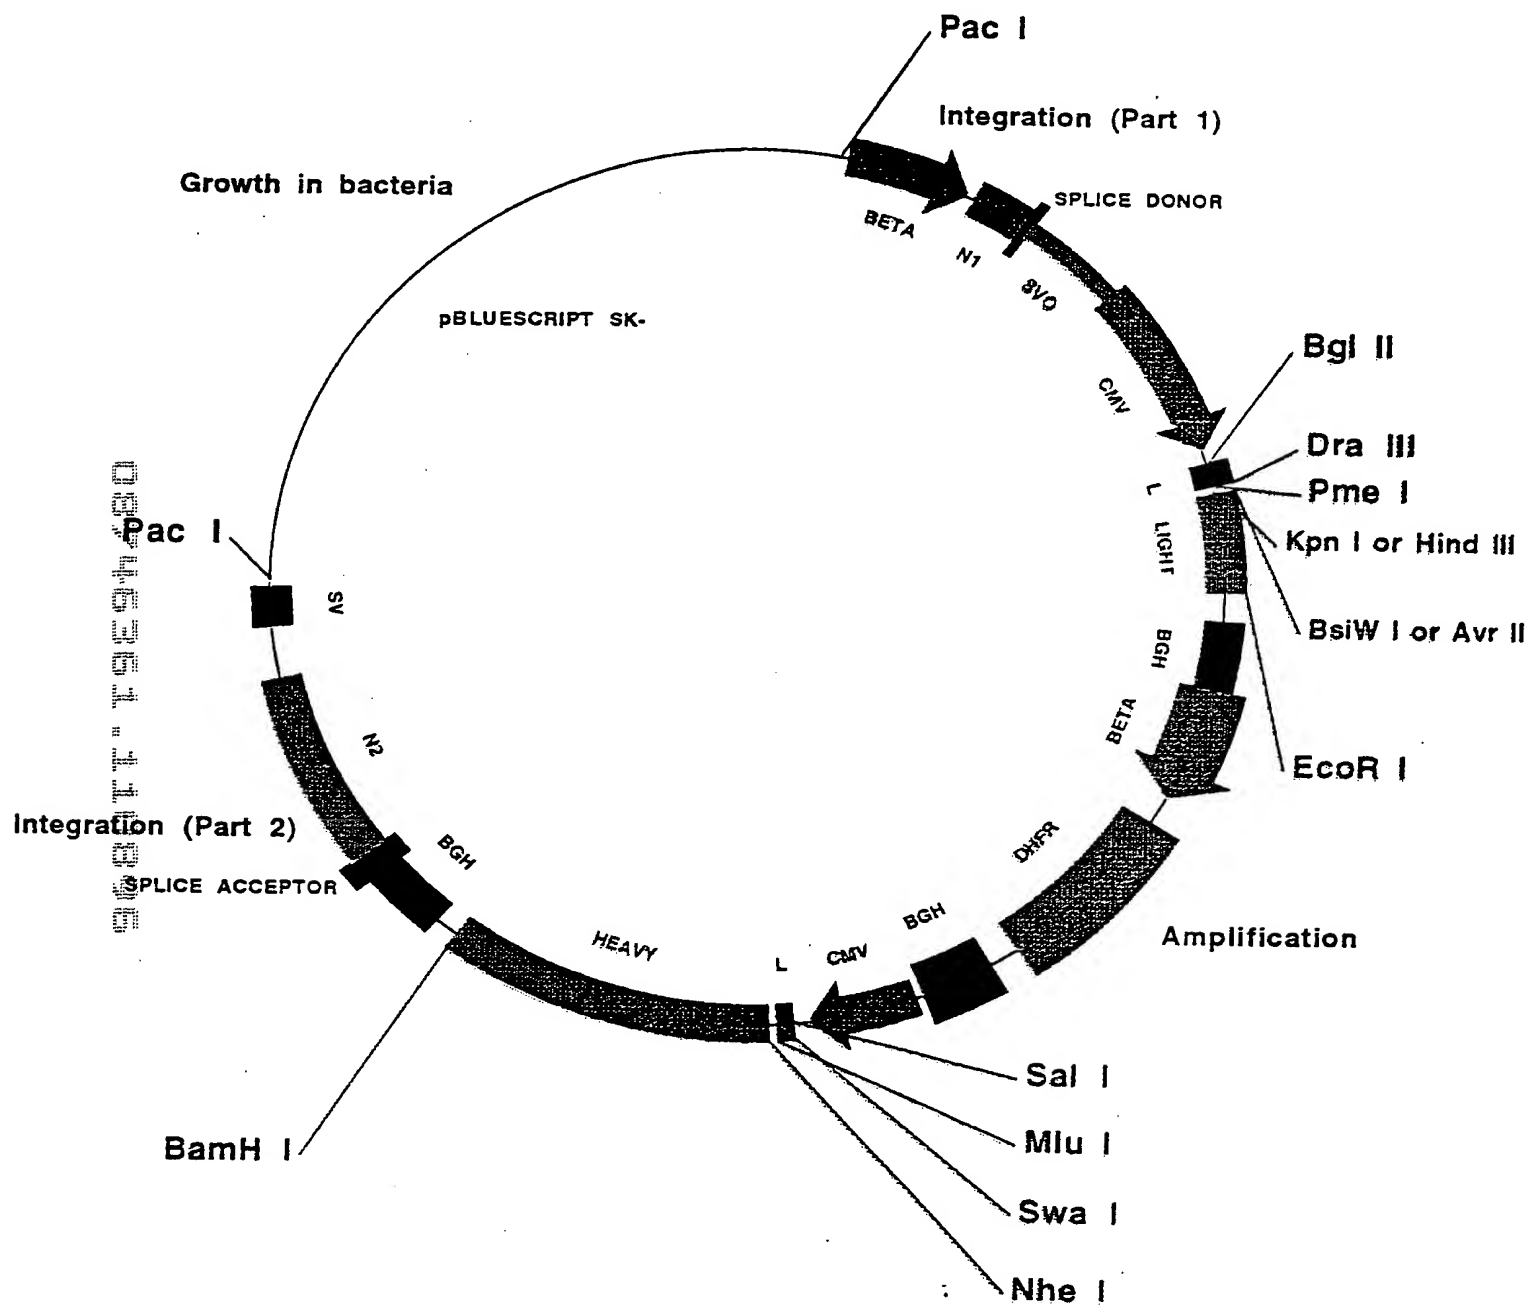 Pac I
Integration (Part 1)
Growth in bacteria
SPLICE DONOR
BETA
N1
SVO
pBLUESCRIPT SK-
Bgl II
CMV
Dra III
L
Pme I
Pac I
LIGHT
Kpn I or Hind III
SV
BsiW I or Avr II
BGH
BETA
N2
EcoR I
Integration (Part 2)
BGH
DHFR
SPLICE ACCEPTOR
BGH
Amplification
HEAVY
CMV
L
Sal I
BamH I
Mlu I
Swa I
Nhe I